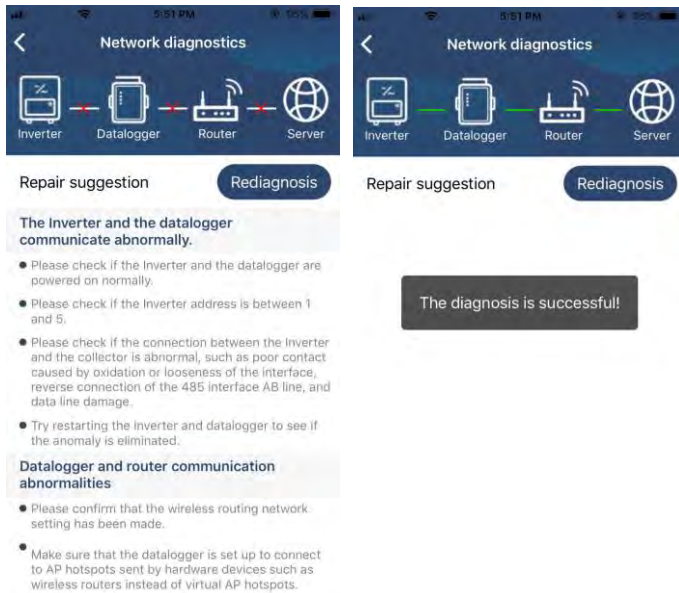 5:51 PM
95%
Network diagnostics
Inverter
Datalogger
Router
Server
Repair suggestion
Rediagnosis
The Inverter and the datalogger
communicate abnormally.
Please check if the Inverter and the datalogger are
powered on normally.
Please check if the Inverter address is between 1
and 5.
Please check if the connection between the Inverter
and the collector is abnormal, such as poor contact
caused by oxidation or looseness of the interface,
reverse connection of the 485 interface AB line, and
data line damage.
Try restarting the inverter and datalogger to see if
the anomaly is eliminated.
Datalogger and router communication
abnormalities
Please confirm that the wireless routing network
setting has been made.
Make sure that the datalogger is set up to connect
to AP hotspots sent by hardware devices such as
wireless routers instead of virtual AP hotspots.
5:51 PM
Network diagnostics
Inverter
Datalogger
Router
Server
Repair suggestion
Rediagnosis
The diagnosis is successful!